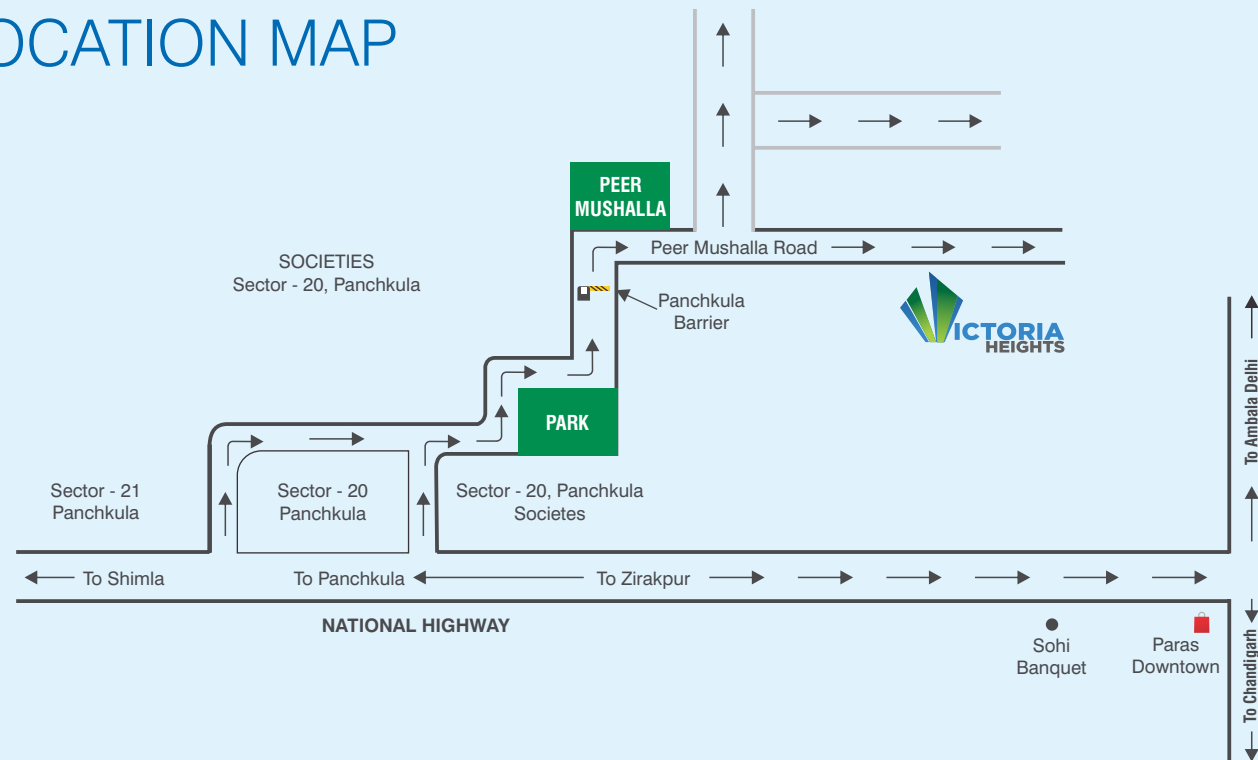 OCATION MAP
PEER
MUSHALLA
Peer Mushalla Road
SOCIETIES
Sector - 20, Panchkula
Panchkula
Barrier
ICTORIA
HEIGHTS
PARK
To Ambala Delhi
Sector - 21
Panchkula
Sector - 20
Panchkula
Sector - 20, Panchkula
Societes
To Shimla
To Panchkula
To Zirakpur
NATIONAL HIGHWAY
Sohi
Banquet
Paras
Downtown
To Chandigarh